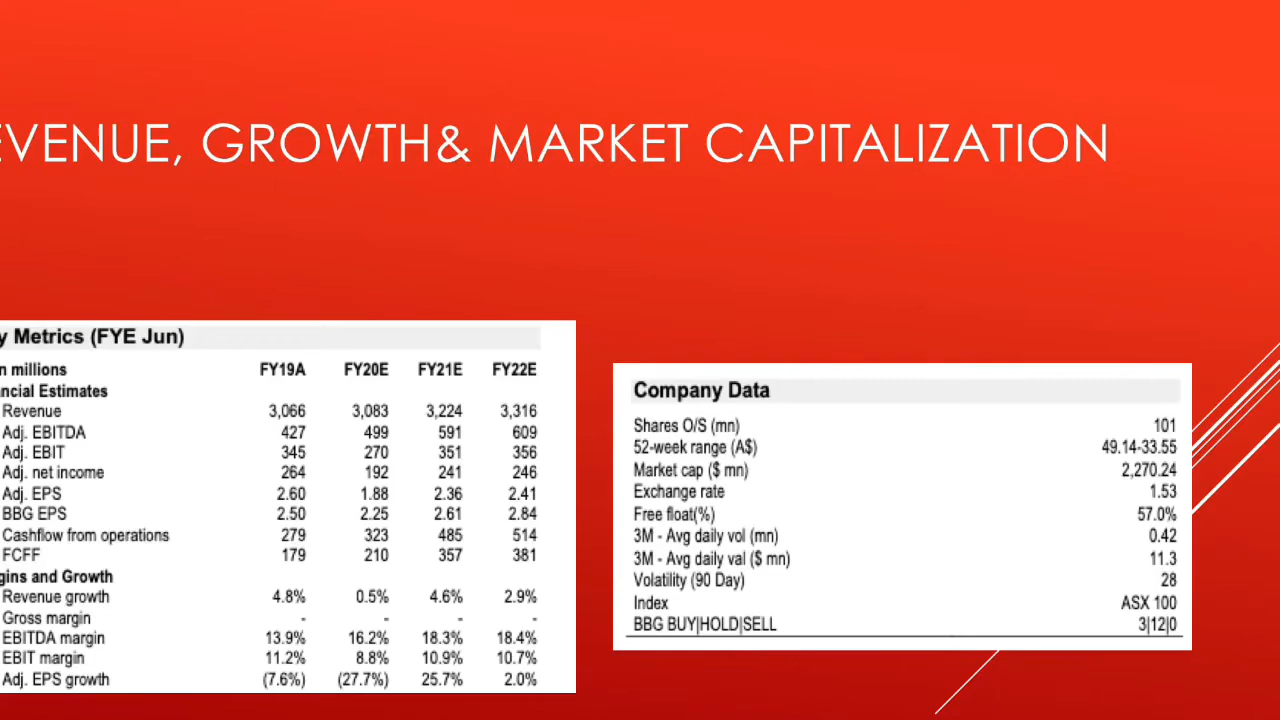 EVENUE, GROWTH& MARKET CAPITALIZATION
y Metrics (FYE Jun)
n millions FY19A FY20E FY21E FY22E
ncial Estimates
Revenue 3,066 3,083 3,224 3,316
Adj. EBITDA 427 499 591 609
Adj. EBIT 345 270 351 356
Adj. net income 264 192 241 246
Adj. EPS 2.60 1.88 2.36 2.41
BBG EPS 2.50 2.25 2.61 2.84
Cashflow from operations 279 323 485 514
FCFF 179 210 357 381
gins and Growth
Revenue growth 4.8% 0.5% 4.6% 2.9%
Gross margin - - - -
EBITDA margin 13.9% 16.2% 18.3% 18.4%
EBIT margin 11.2% 8.8% 10.9% 10.7%
Adj. EPS growth (7.6%) (27.7%) 25.7% 2.0%
Company Data
Shares O/S (mn) 101
52-week range (A$) 49.14-33.55
Market cap ($ mn) 2,270.24
Exchange rate 1.53
Free float(%) 57.0%
3M - Avg daily vol (mn) 0.42
3M - Avg daily val ($ mn) 11.3
Volatility (90 Day) 28
Index ASX 100
BBG BUY|HOLD|SELL 3|12|0